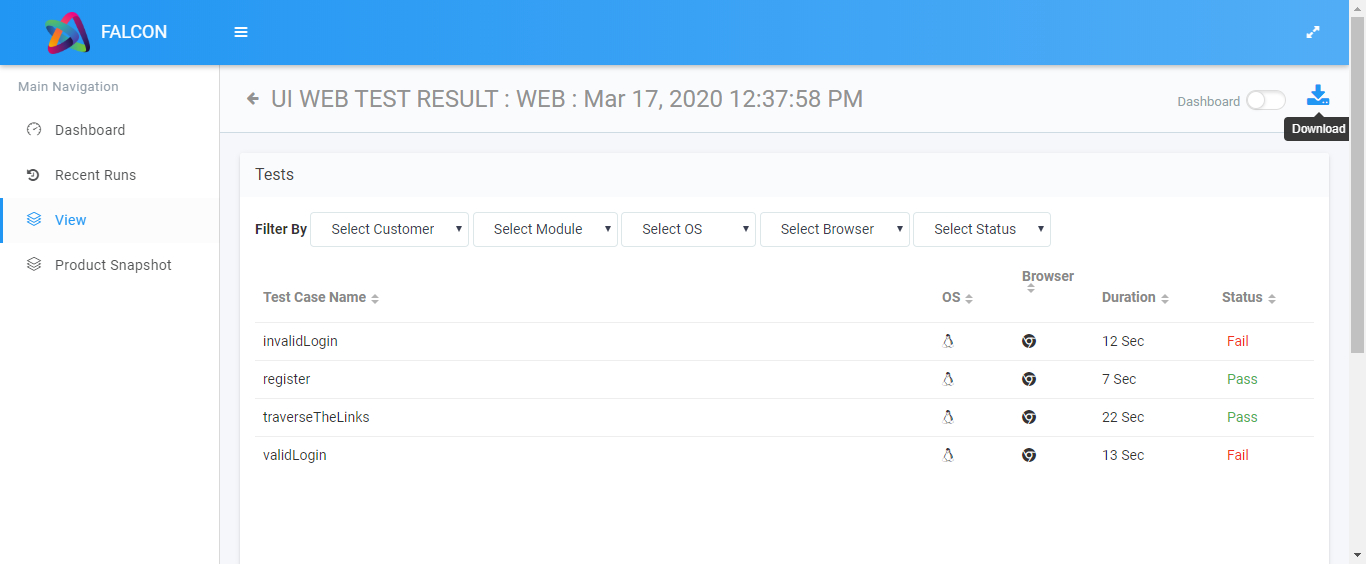 FALCON
Main Navigation
Dashboard
Recent Runs
View
Product Snapshot
UI WEB TEST RESULT : WEB : Mar 17, 2020 12:37:58 PM
Dashboard
Download
Tests
Filter By Select Customer Select Module Select OS Select Browser Select Status
Test Case Name OS Browser Duration Status
invalidLogin 12 Sec Fail
register 7 Sec Pass
traverseTheLinks 22 Sec Pass
validLogin 13 Sec Fail